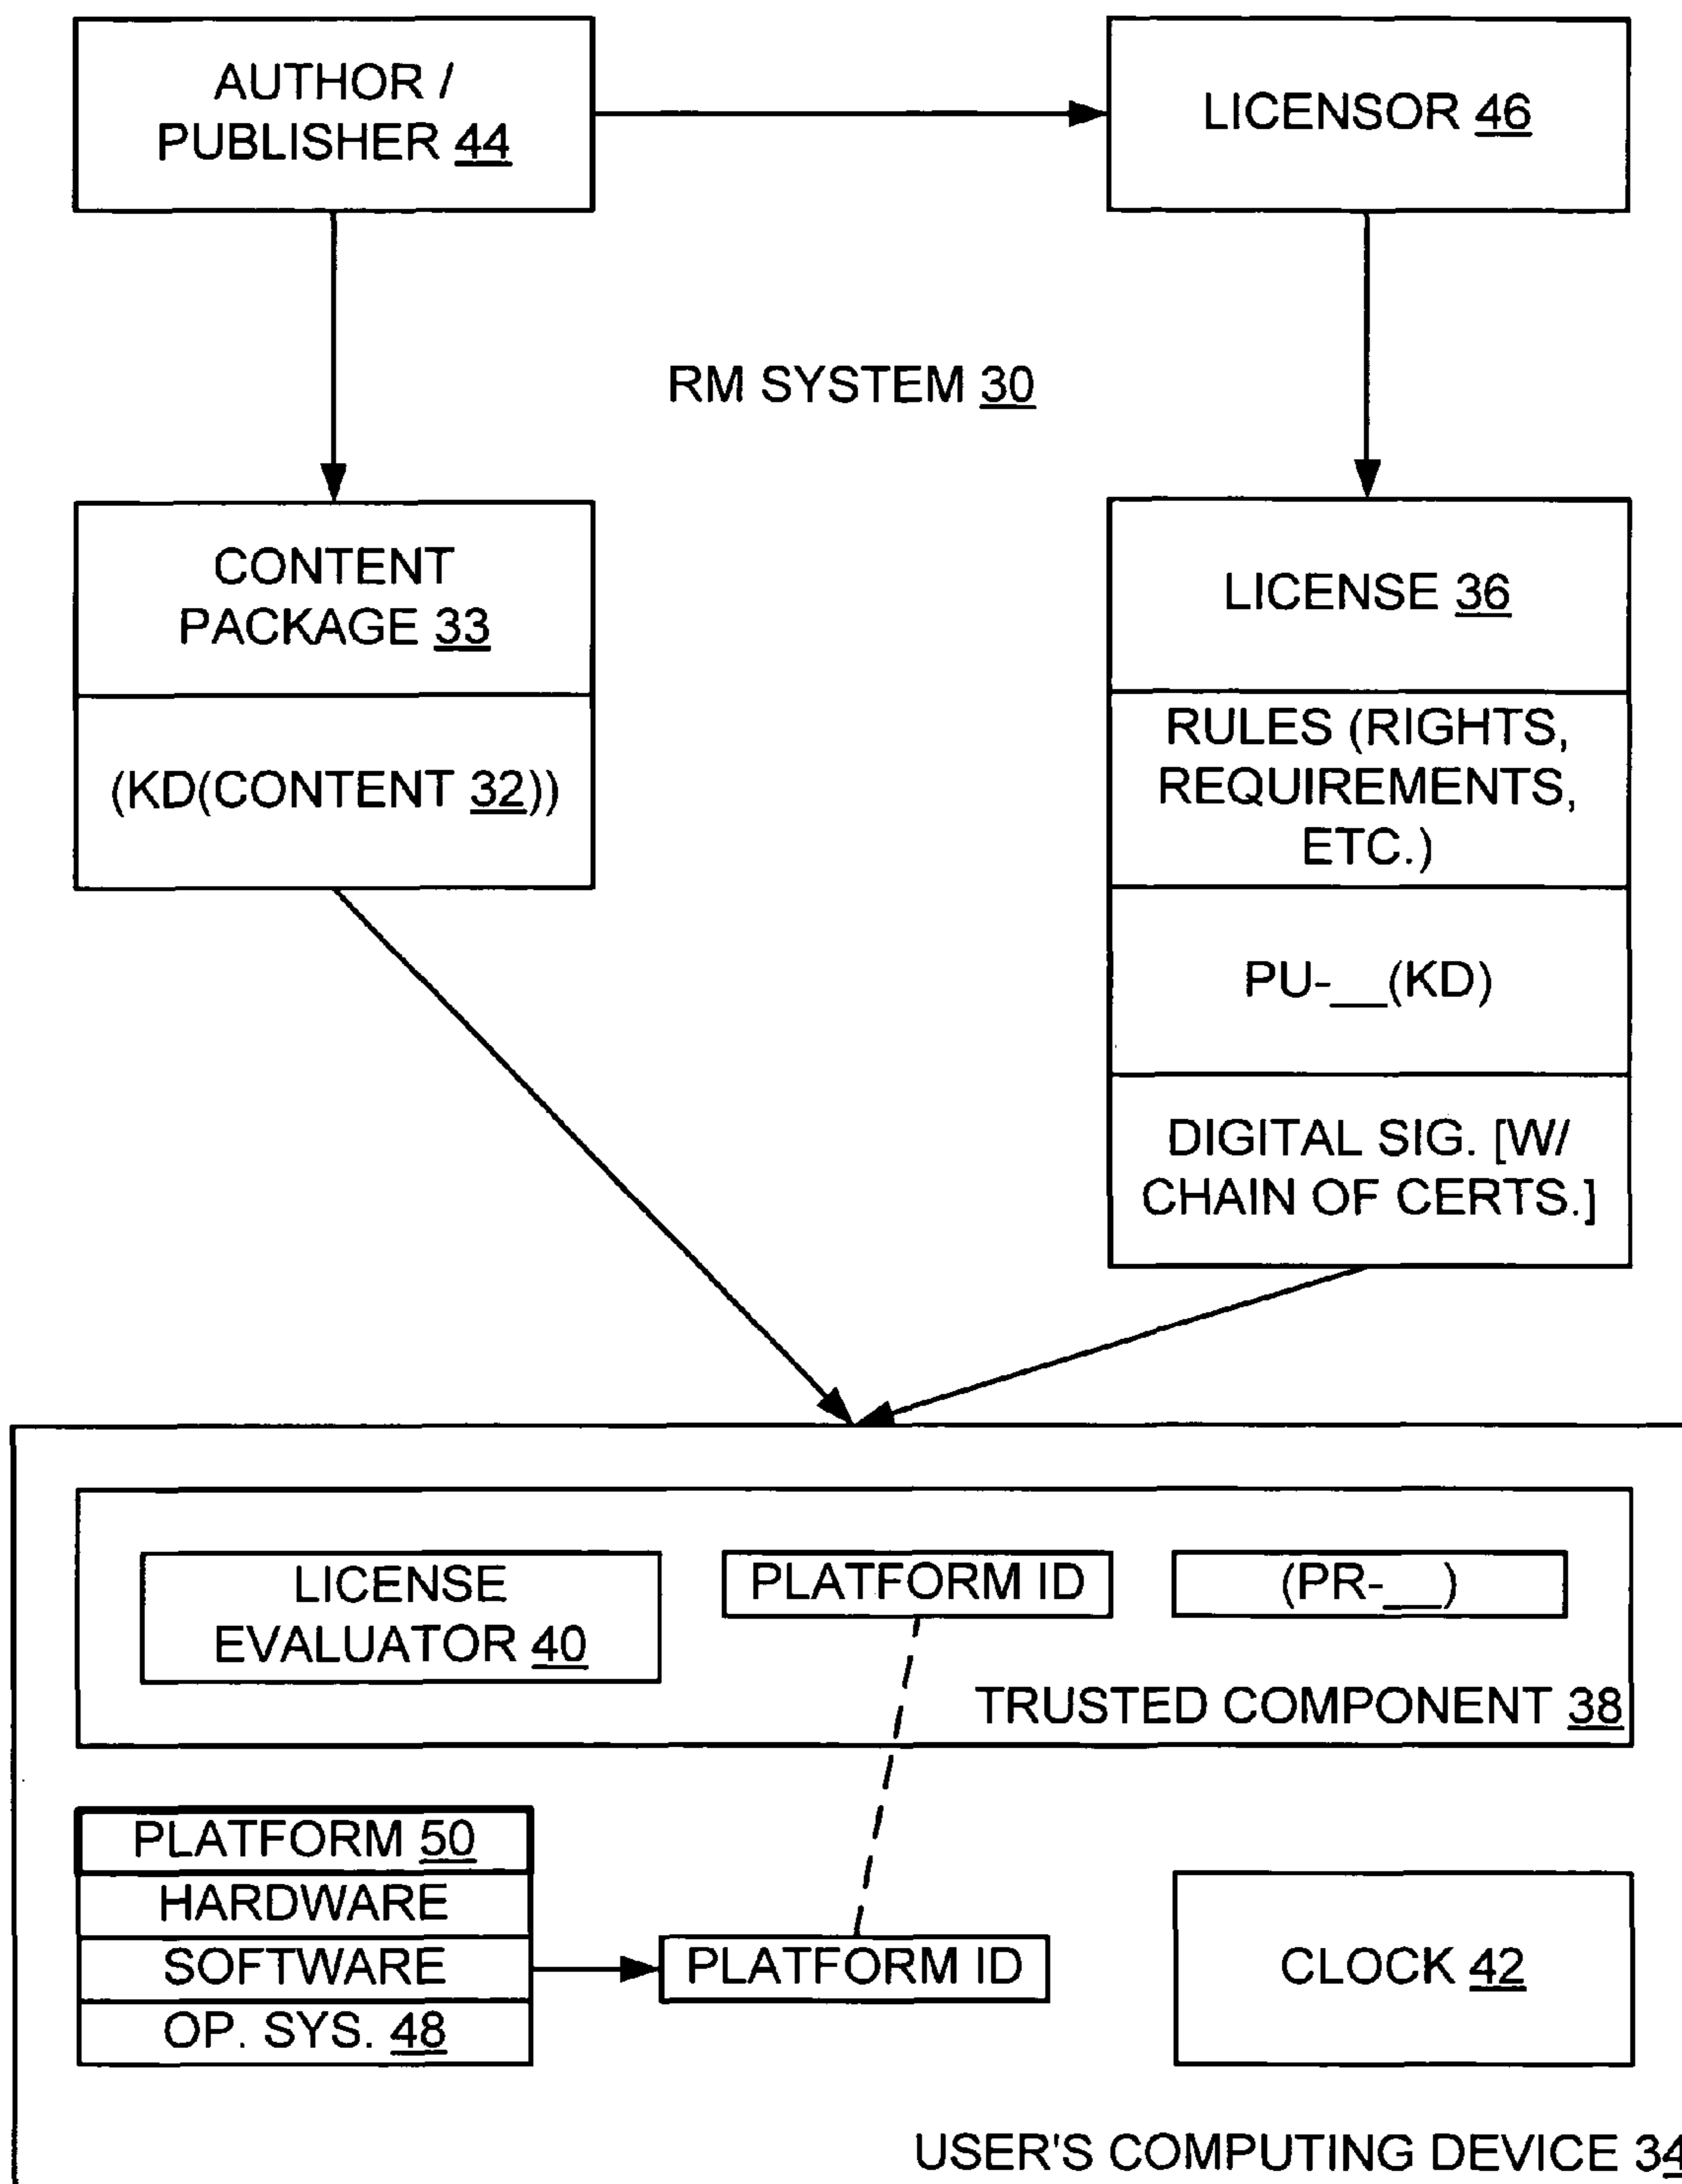 AUTHOR /
PUBLISHER 44
LICENSOR 46
RM SYSTEM 30
CONTENT
PACKAGE 33
(KD(CONTENT 32))
LICENSE 36
RULES (RIGHTS,
REQUIREMENTS,
ETC.)
PU-__(KD)
DIGITAL SIG. [W/
CHAIN OF CERTS.]
LICENSE
EVALUATOR 40
PLATFORM ID
(PR-__)
TRUSTED COMPONENT 38
PLATFORM 50
HARDWARE
SOFTWARE
OP. SYS. 48
PLATFORM ID
CLOCK 42
USER'S COMPUTING DEVICE 34